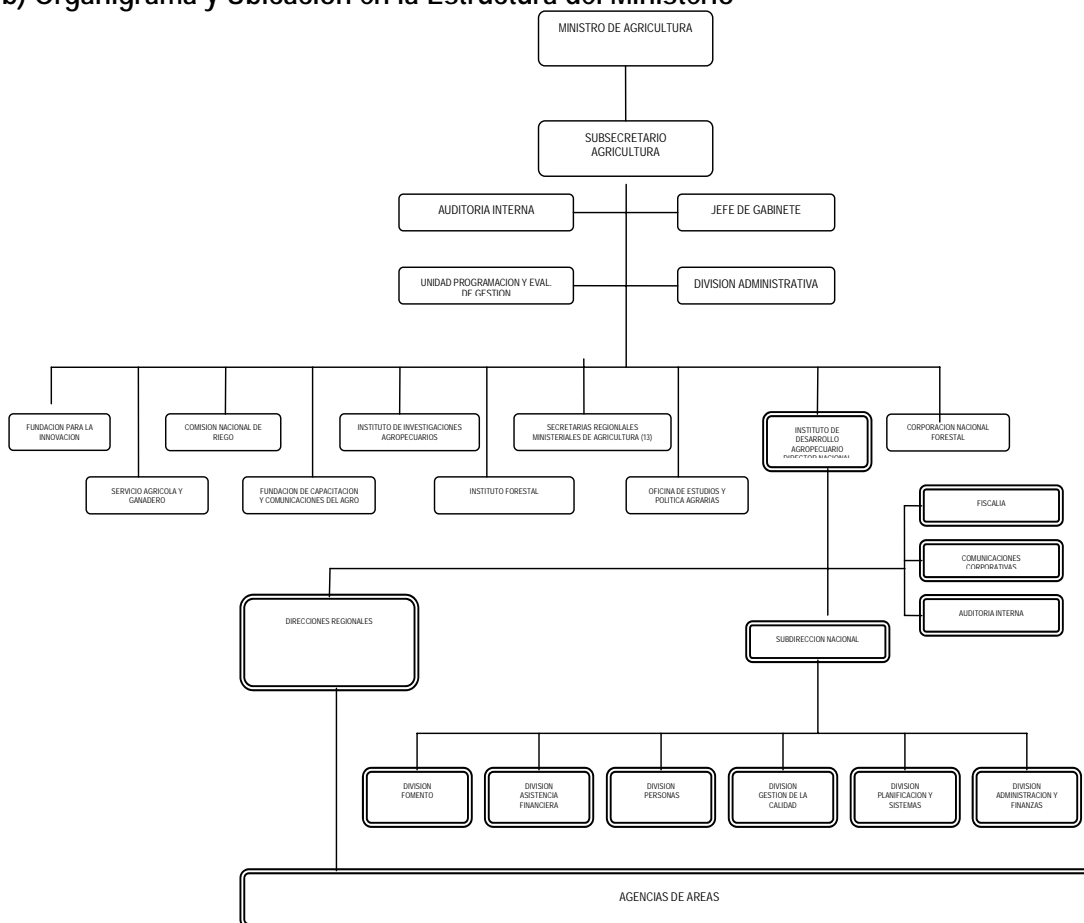 b) Organigrama y Ubicación en la Estructura del Ministerio
MINISTRO DE AGRICULTURA
SUBSECRETARIO
AGRICULTURA
AUDITORIA INTERNA
JEFE DE GABINETE
UNIDAD PROGRAMACION Y EVAL.
DE GESTION
DIVISION ADMINISTRATIVA
FUNDACION PARA LA
INNOVACION
COMISION NACIONAL DE
RIEGO
INSTITUTO DE INVESTIGACIONES
AGROPECUARIOS
SECRETARIAS REGIONLALES
MINISTERIALES DE AGRICULTURA (13)
INSTITUTO DE
DESARROLLO
AGROPECUARIO
DIRECTOR NACIONAL
CORPORACION NACIONAL
FORESTAL
SERVICIO AGRICOLA Y
GANADERO
FUNDACION DE CAPACITACION
Y COMUNICACIONES DEL AGRO
INSTITUTO FORESTAL
OFICINA DE ESTUDIOS Y
POLITICA AGRARIAS
FISCALIA
COMUNICACIONES
CORPORATIVAS
AUDITORIA INTERNA
DIRECCIONES REGIONALES
SUBDIRECCION NACIONAL
DIVISION
FOMENTO
DIVISION
ASISTENCIA
FINANCIERA
DIVISION
PERSONAS
DIVISION
GESTION DE LA
CALIDAD
DIVISION
PLANIFICACION Y
SISTEMAS
DIVISION
ADMINISTRACION Y
FINANZAS
AGENCIAS DE AREAS